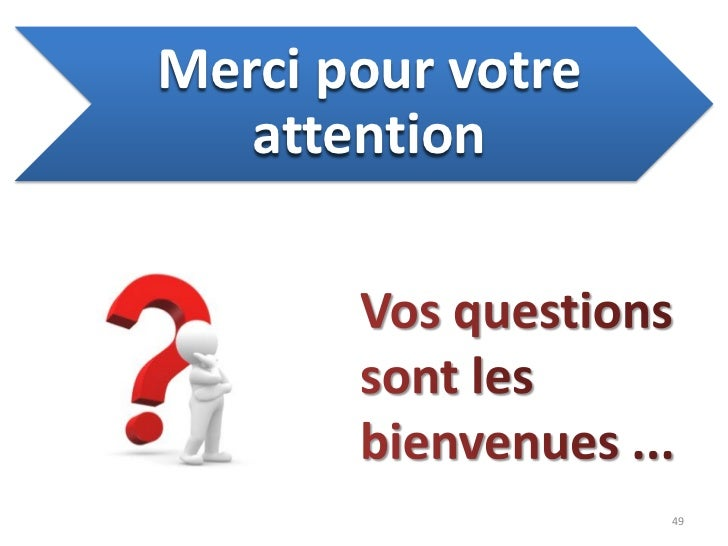 Merci pour votre
attention
Vos questions
sont les
bienvenues ...
49